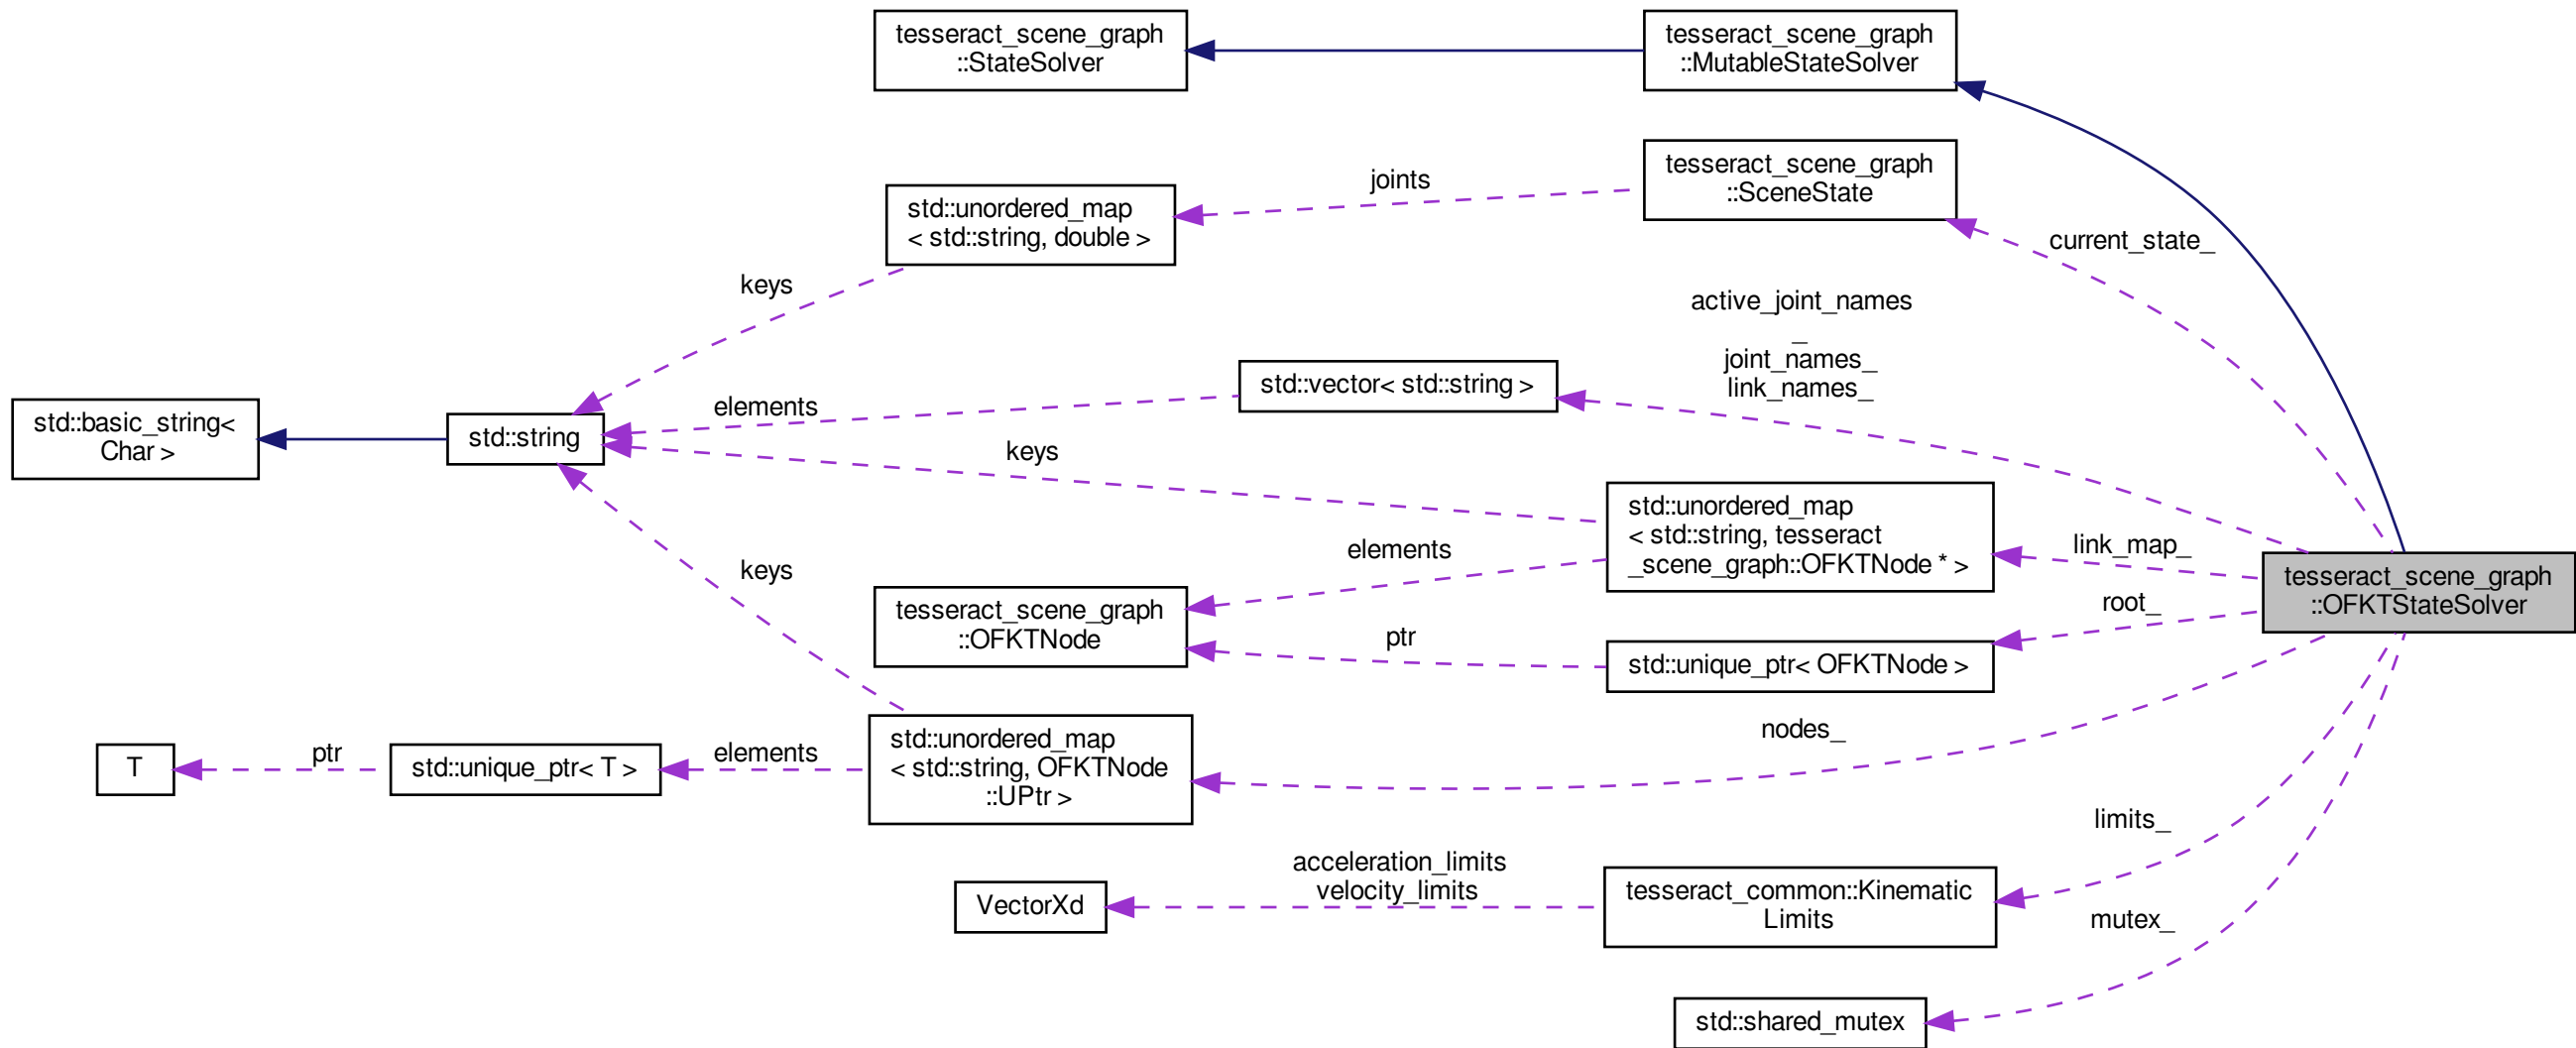 tesseract_scene_graph
::StateSolver
tesseract_scene_graph
::MutableStateSolver
tesseract_scene_graph
::SceneState
joints
std::unordered_map
< std::string, double >
current_state_
keys
active_joint_names
_
joint_names_
link_names_
std::vector< std::string >
elements
std::basic_string<
Char >
std::string
keys
std::unordered_map
< std::string, tesseract
_scene_graph::OFKTNode * >
link_map_
elements
keys
tesseract_scene_graph
::OFKTStateSolver
tesseract_scene_graph
::OFKTNode
root_
ptr
std::unique_ptr< OFKTNode >
nodes_
std::unordered_map
< std::string, OFKTNode
::UPtr >
elements
std::unique_ptr< T >
ptr
T
limits_
acceleration_limits
velocity_limits
VectorXd
tesseract_common::Kinematic
Limits
mutex_
std::shared_mutex